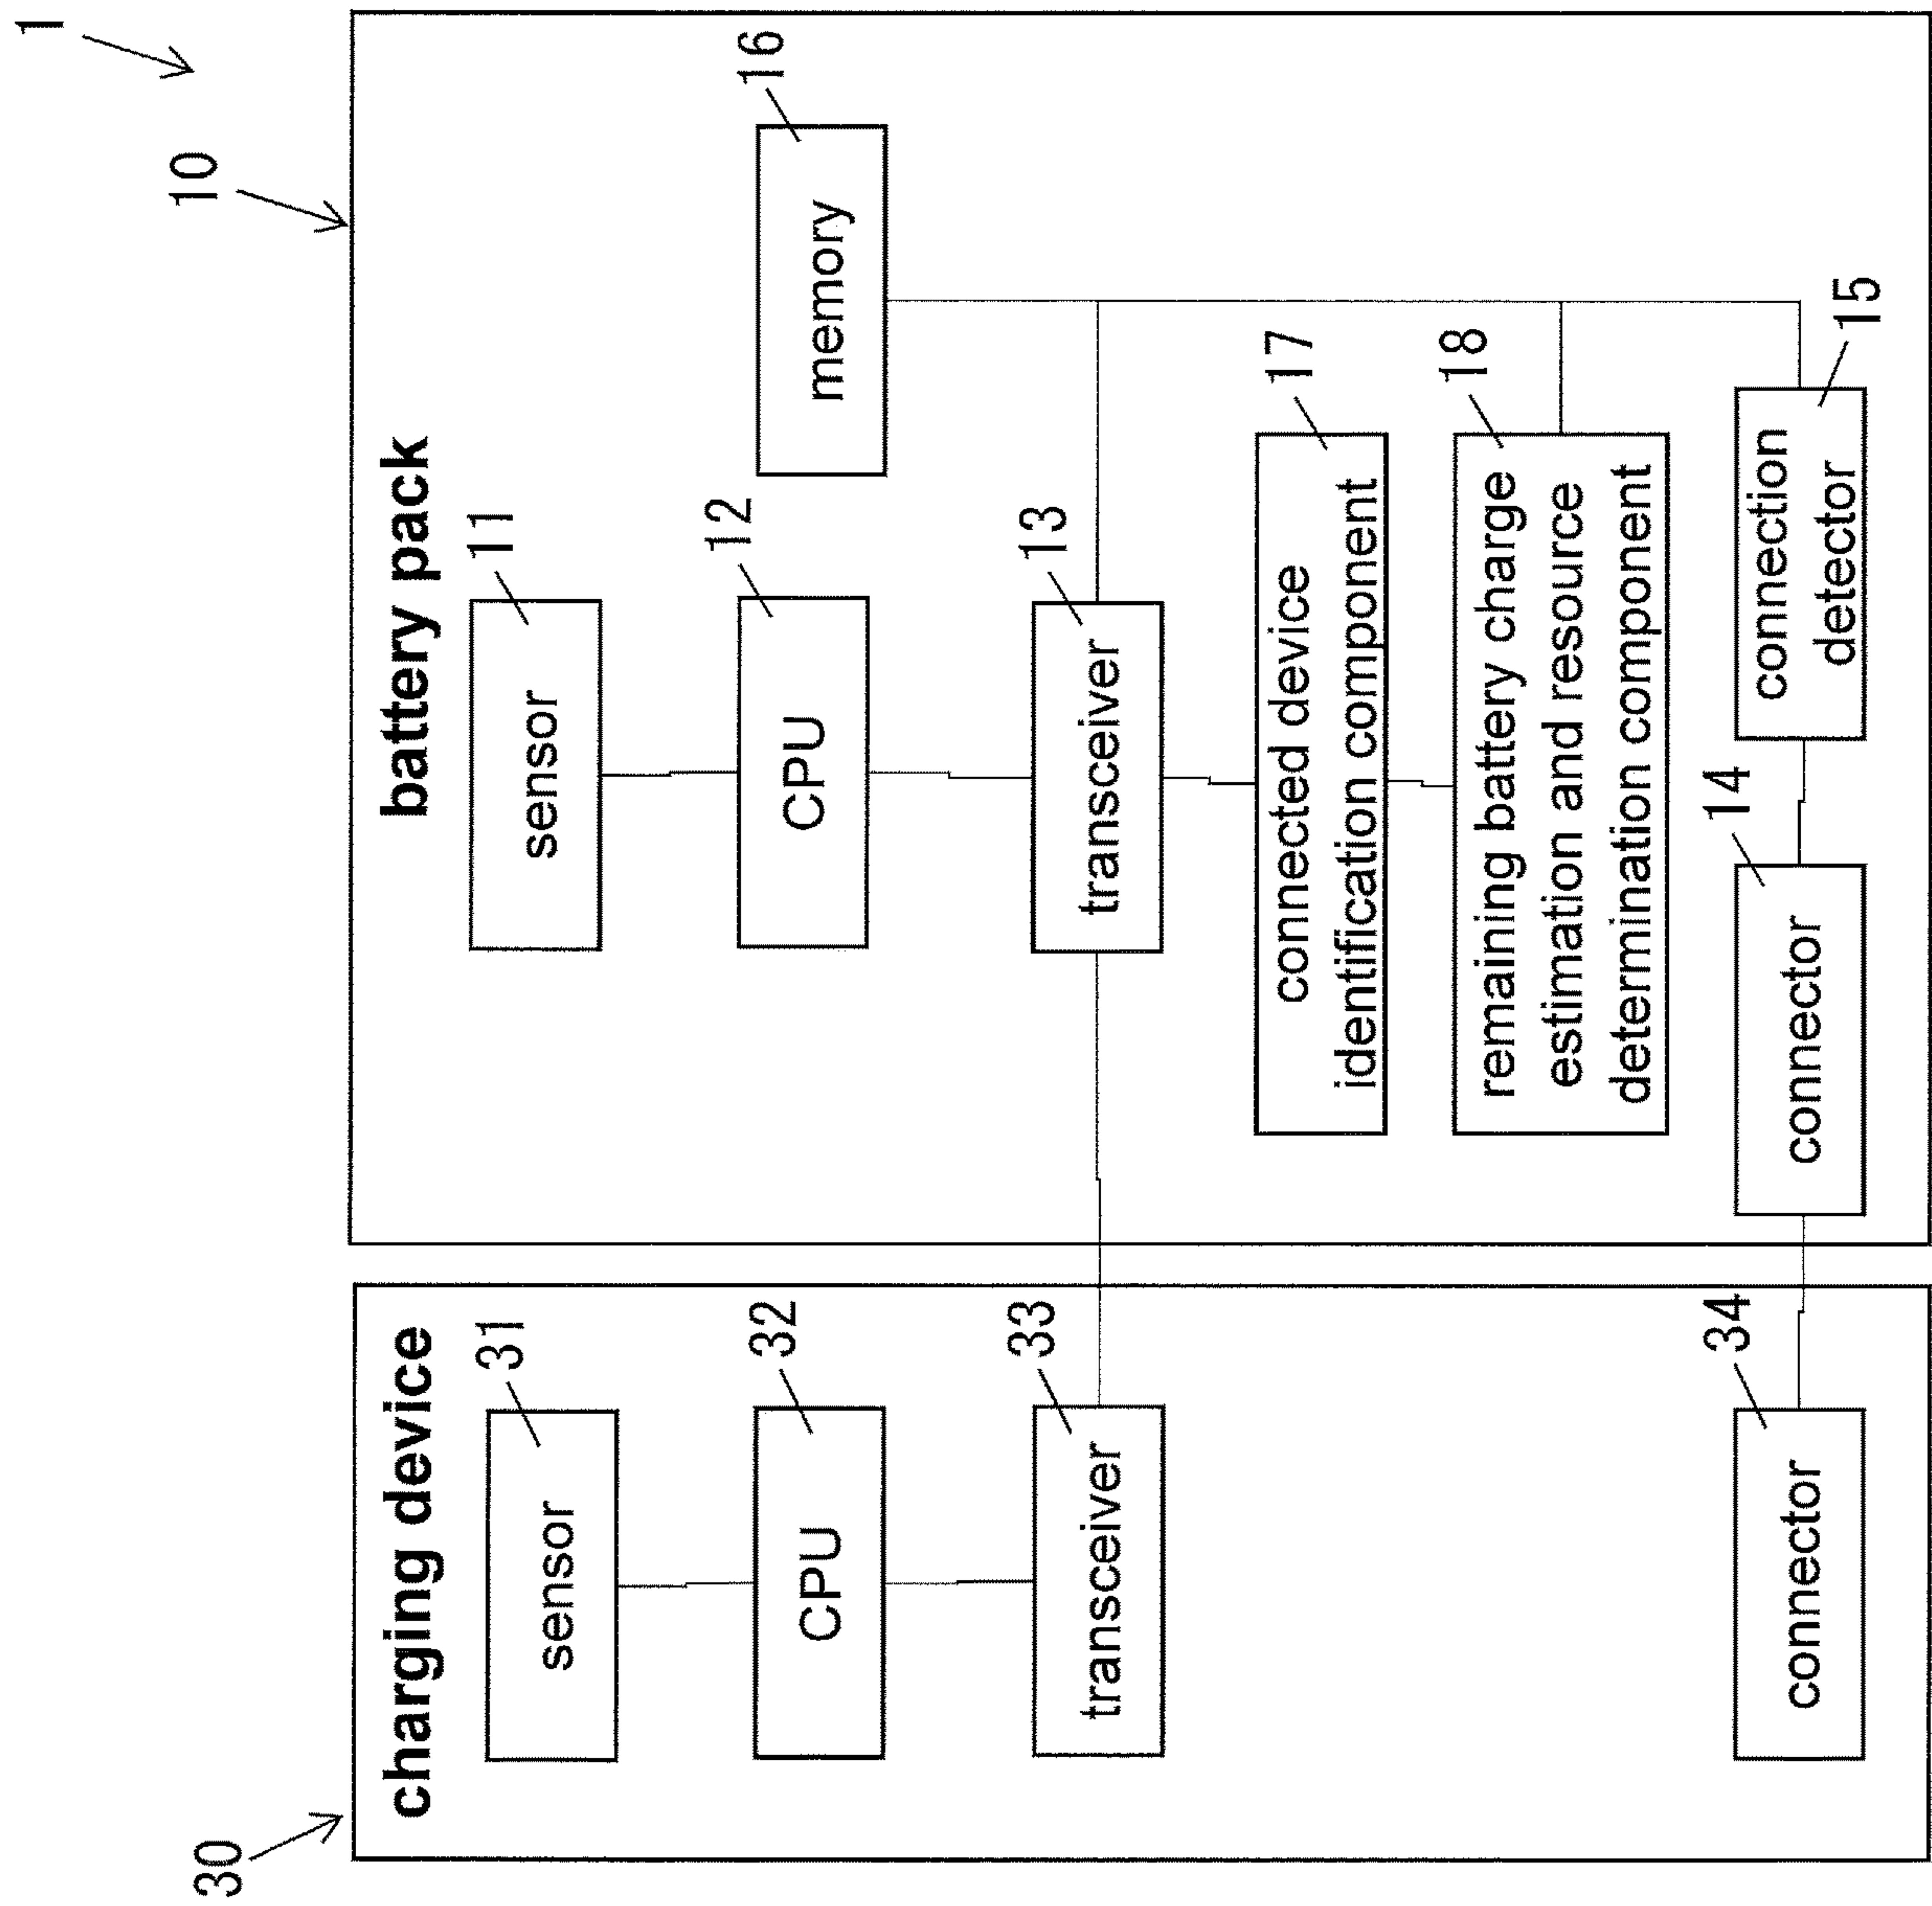 1
10
30
charging device
31
sensor
32
CPU
33
transceiver
34
connector
battery pack
11
sensor
12
CPU
16
memory
13
transceiver
17
connected device
identification component
18
remaining battery charge
estimation and resource
determination component
14
connector
15
connection
detector